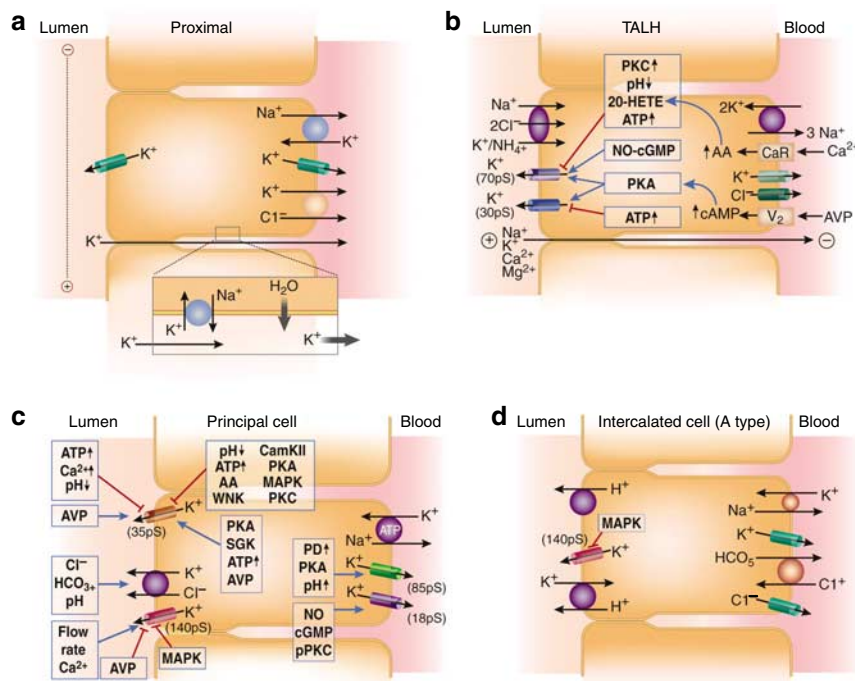 a
Lumen Proximal
⊖
Na⁺
K⁺
K⁺
K⁺
K⁺
C1⁻
K⁺
⊕
Na⁺
H₂O
K⁺
K⁺
K⁺
b
Lumen TALH Blood
PKC↑
pH↓
20-HETE
ATP↑
Na⁺
2Cl⁻
K⁺/NH₄⁺
K⁺
(70pS)
K⁺
(30pS)
NO-cGMP
PKA
ATP↑
2K⁺
3 Na⁺
↑AA CaR Ca²⁺
K⁺
Cl⁻
↑cAMP V₂ AVP
⊕ Na⁺ ⊖
K⁺
Ca²⁺
Mg²⁺
c
Lumen Principal cell Blood
ATP↑
Ca²⁺↑
pH↓
AVP
pH↓ CamKII
ATP↑ PKA
AA MAPK
WNK PKC
K⁺
(35pS)
PKA
SGK
ATP↑
AVP
Cl⁻
HCO₃₊
pH
K⁺
Cl⁻
K⁺
(140pS)
Flow
rate
Ca²⁺
AVP
MAPK
PD↑
PKA
pH↑
NO
cGMP
pPKC
K⁺
ATP
Na⁺
K⁺
(85pS)
K⁺
(18pS)
d
Lumen Intercalated cell (A type) Blood
H⁺
MAPK
(140pS)
K⁺
K⁺
H⁺
K⁺
Na⁺
K⁺
HCO₅
C1⁺
C1⁻